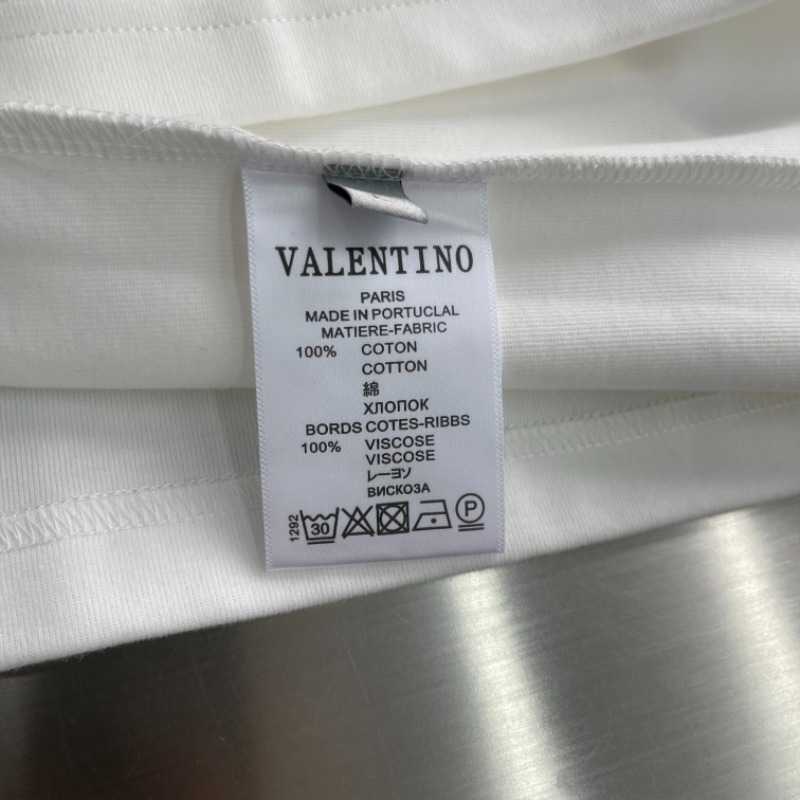 VALENTINO
PARIS
MADE IN PORTUCLAL
MATIERE-FABRIC
100% COTON
COTTON
綿
ХЛОПОК
BORDS COTES-RIBBS
100% VISCOSE
VISCOSE
レーヨソ
ВИСКОЗА
1292
30
P